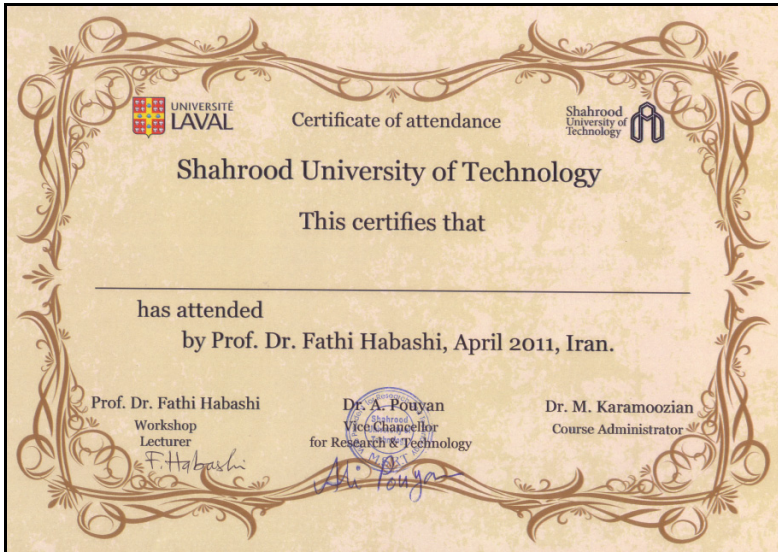 UNIVERSITÉ
LAVAL
Certificate of attendance
Shahrood
University of
Technology
Shahrood University of Technology
This certifies that
has attended
by Prof. Dr. Fathi Habashi, April 2011, Iran.
Prof. Dr. Fathi Habashi
Workshop
Lecturer
F. Habashi
Dr. A. Pouyan
Vice Chancellor
for Research & Technology
Ali Pouyan
Dr. M. Karamoozian
Course Administrator